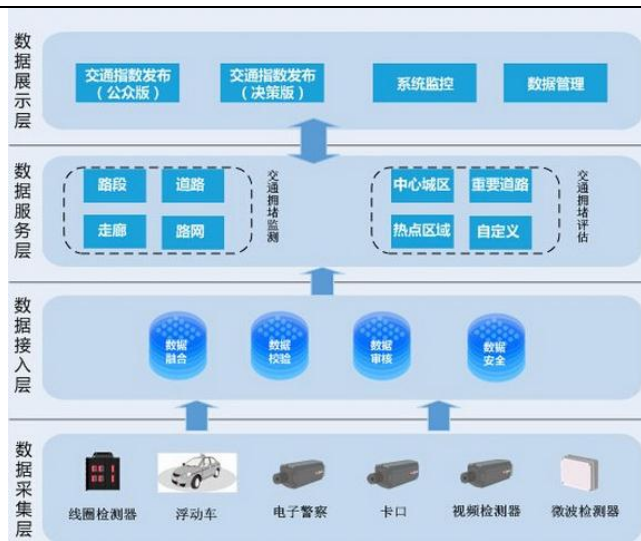 数据展示层
交通指数发布
（公众版）
交通指数发布
（决策版）
系统监控
数据管理
数据服务层
路段
道路
走廊
路网
交通拥堵监测
中心城区
重要道路
热点区域
自定义
交通拥堵评估
数据接入层
数据
融合
数据
校验
数据
审核
数据
安全
数据采集层
线圈检测器
浮动车
电子警察
卡口
视频检测器
微波检测器